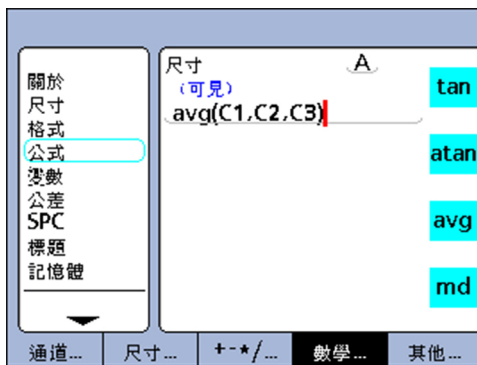 關於
尺寸
格式
公式
變數
公差
SPC
標題
記憶體
尺寸
A
(可見)
avg(C1,C2,C3)
tan
atan
avg
md
通道...
尺寸...
+-*/...
數學...
其他...